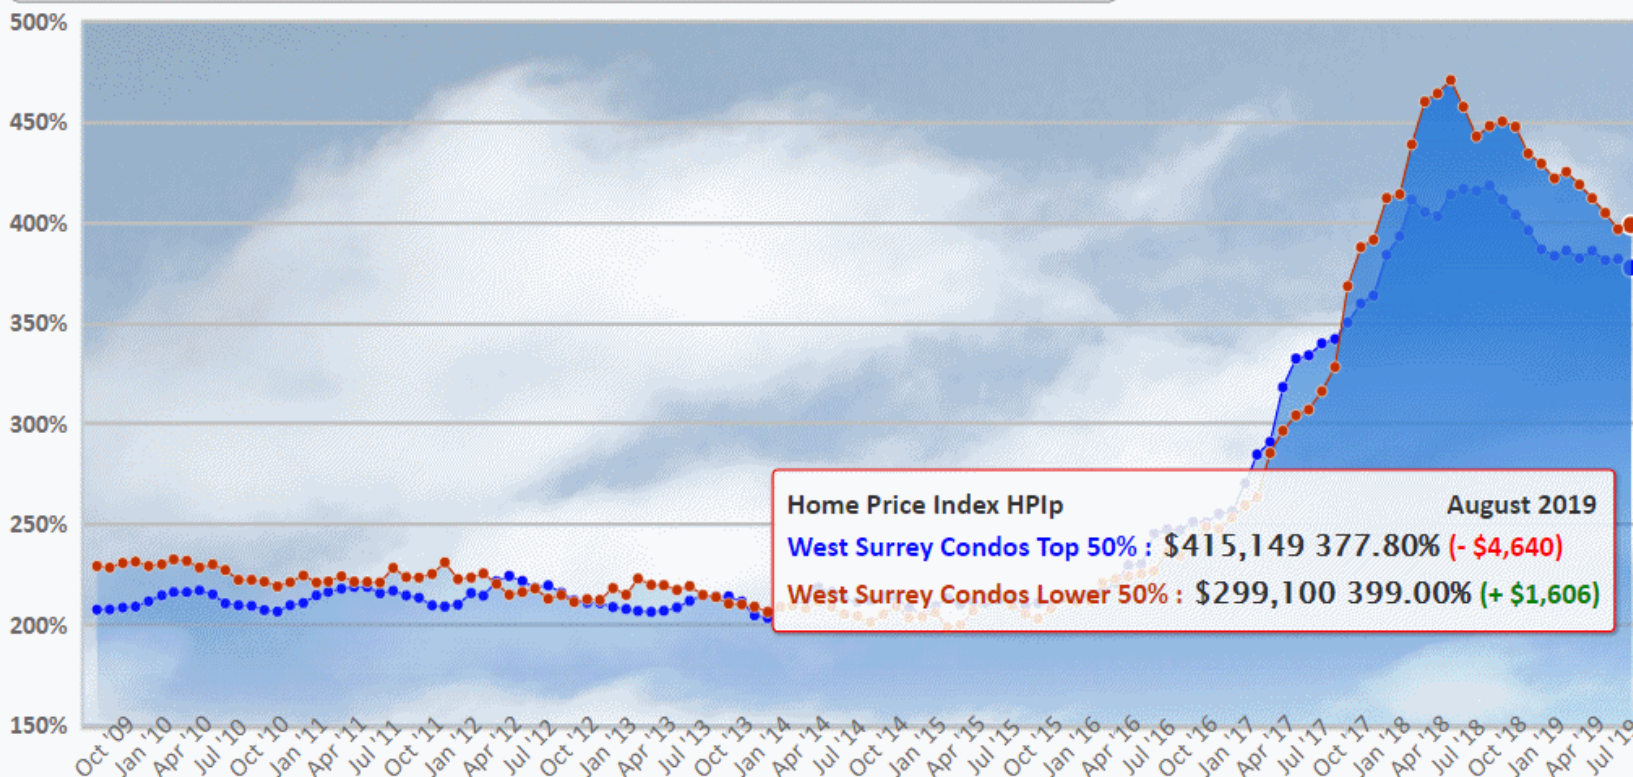 500%
450%
400%
350%
300%
250%
200%
150%
Home Price Index HPIp August 2019
West Surrey Condos Top 50% : $415,149 377.80% (- $4,640)
West Surrey Condos Lower 50% : $299,100 399.00% (+ $1,606)
Oct '09 Jan '10 Apr '10 Jul '10 Oct '10 Jan '11 Apr '11 Jul '11 Oct '11 Jan '12 Apr '12 Jul '12 Oct '12 Jan '13 Apr '13 Jul '13 Oct '13 Jan '14 Apr '14 Jul '14 Oct '14 Jan '15 Apr '15 Jul '15 Oct '15 Jan '16 Apr '16 Jul '16 Oct '16 Jan '17 Apr '17 Jul '17 Oct '17 Jan '18 Apr '18 Jul '18 Oct '18 Jan '19 Apr '19 Jul '19